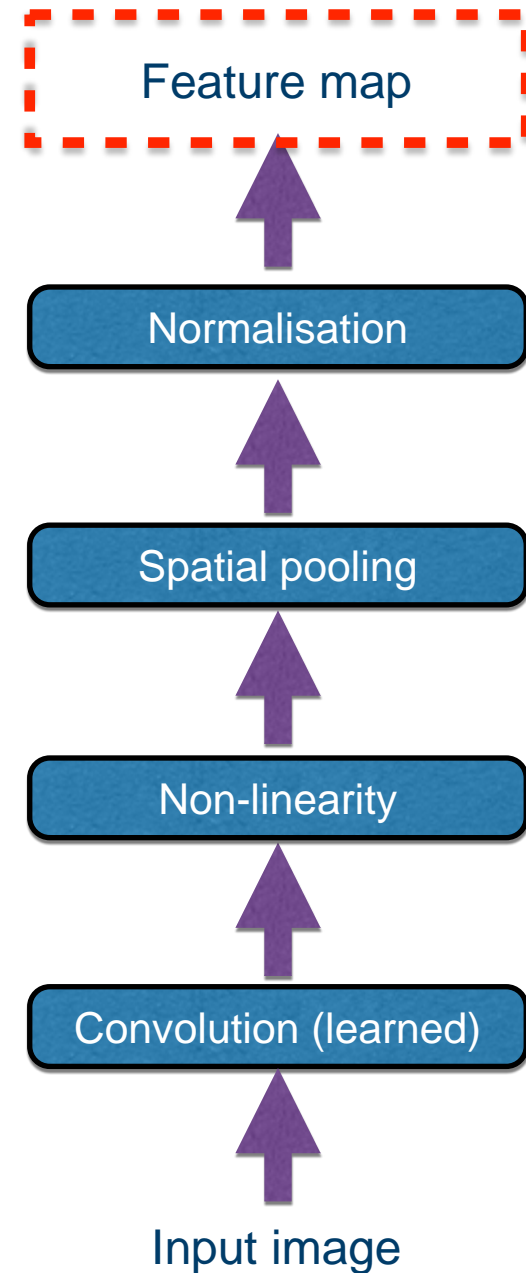 Feature map
Normalisation
Spatial pooling
Non-linearity
Convolution (learned)
Input image